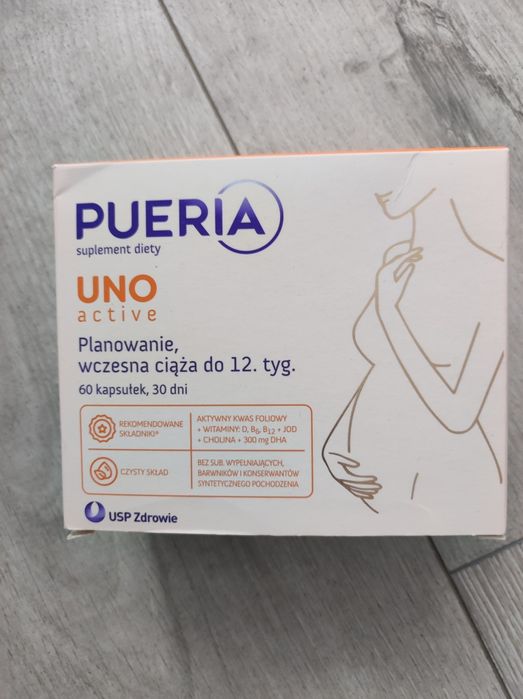 PUERIA
suplement diety
UNO
active
Planowanie,
wczesna ciąża do 12. tyg.
60 kapsułek, 30 dni
REKOMENDOWANE
SKŁADNIKI*
AKTYWNY KWAS FOLIOWY
+ WITAMINY: D, B6, B12 + JOD
+ CHOLINA + 300 mg DHA
CZYSTY SKŁAD
BEZ SUB. WYPEŁNIAJĄCYCH,
BARWNIKÓW I KONSERWANTÓW
SYNTETYCZNEGO POCHODZENIA
USP Zdrowie